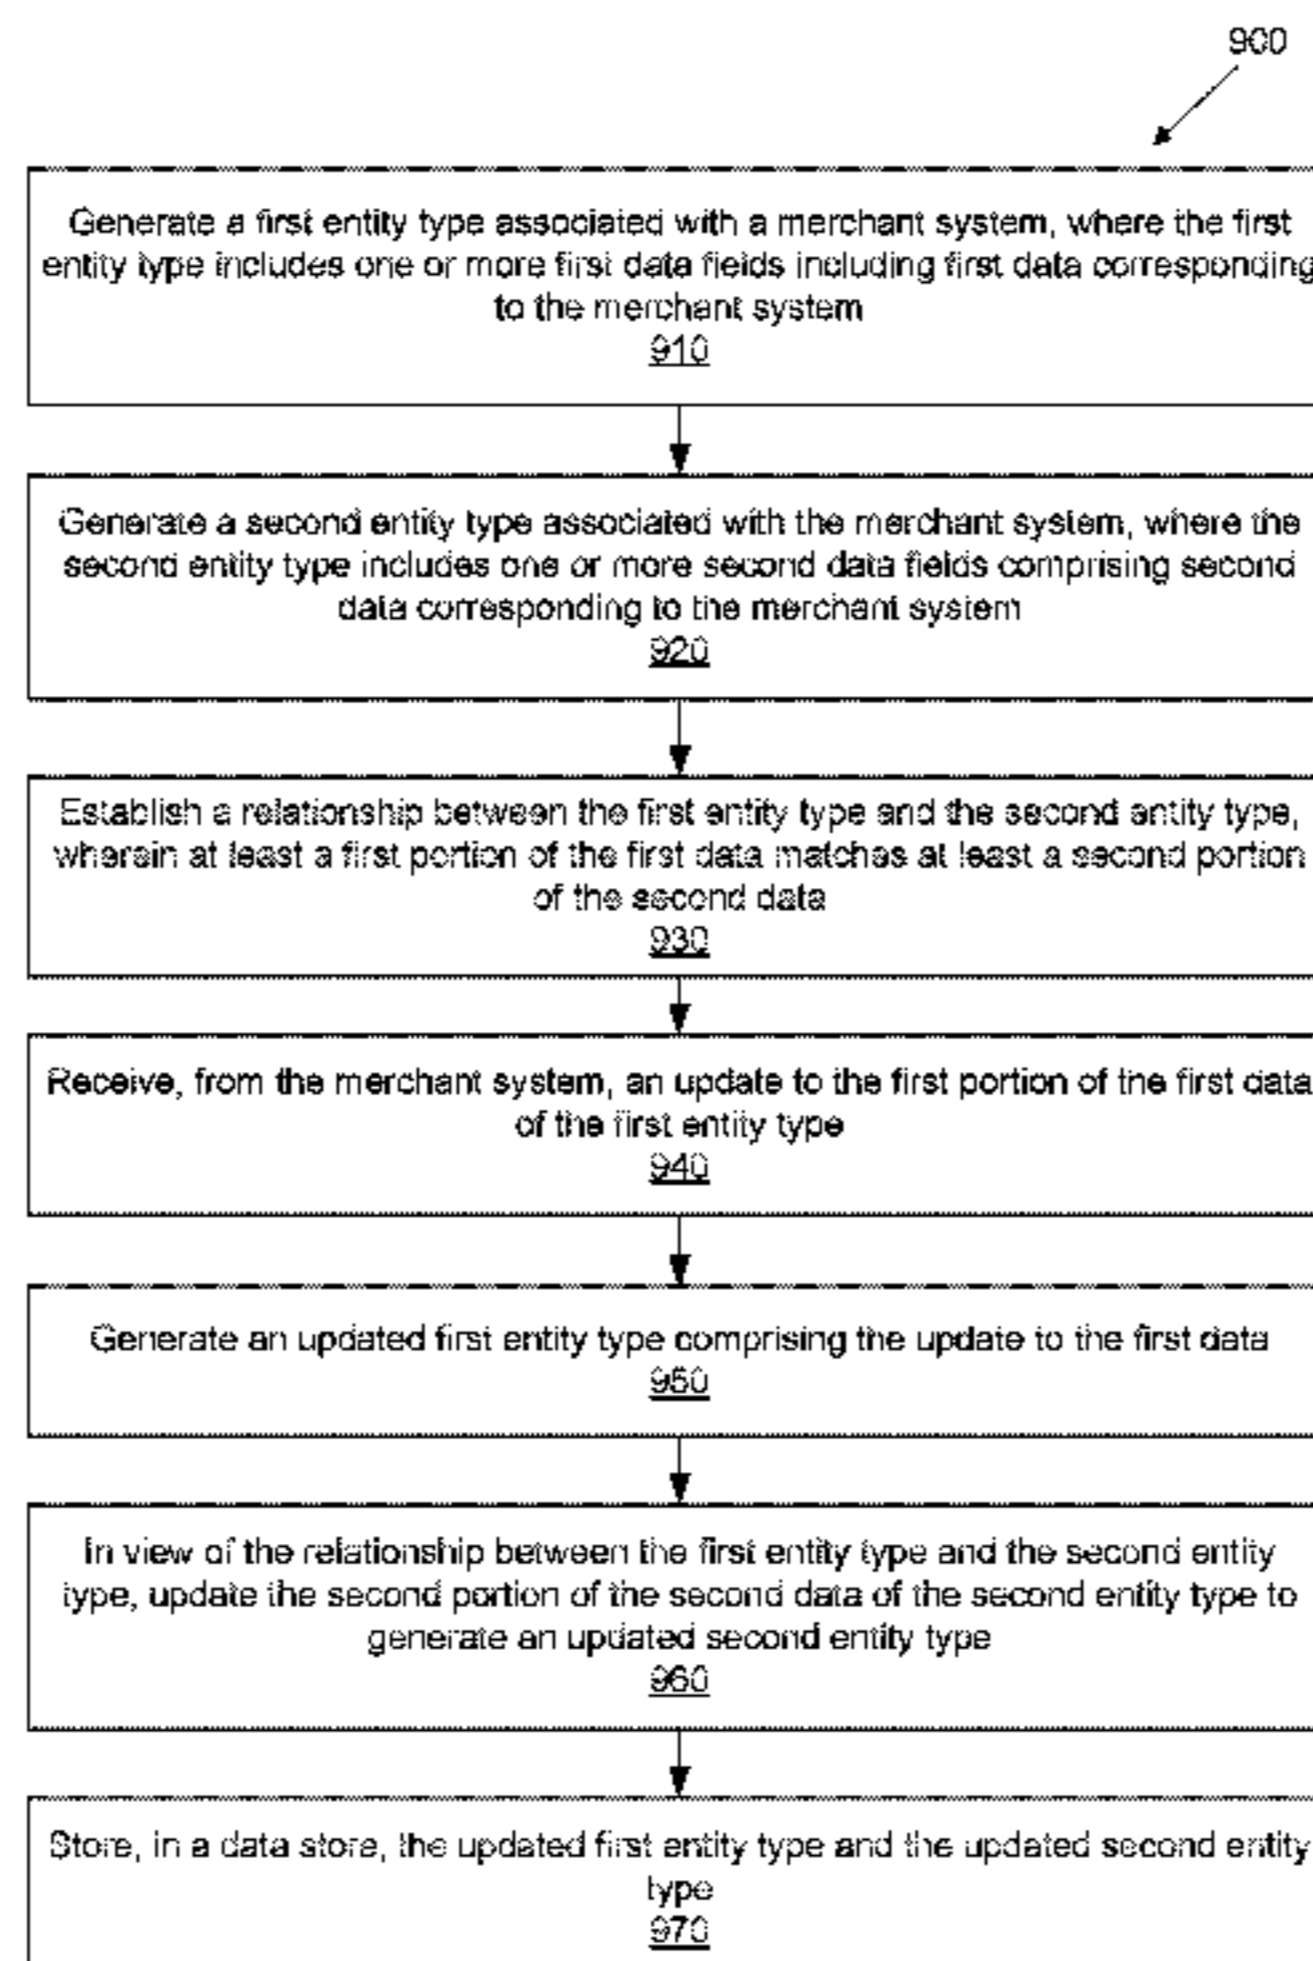 900
Generate a first entity type associated with a merchant system, where the first
entity type includes one or more first data fields including first data corresponding
to the merchant system
910
Generate a second entity type associated with the merchant system, where the
second entity type includes one or more second data fields comprising second
data corresponding to the merchant system
920
Establish a relationship between the first entity type and the second entity type,
wherein at least a first portion of the first data matches at least a second portion
of the second data
930
Receive, from the merchant system, an update to the first portion of the first data
of the first entity type
940
Generate an updated first entity type comprising the update to the first data
950
In view of the relationship between the first entity type and the second entity
type, update the second portion of the second data of the second entity type to
generate an updated second entity type
960
Store, in a data store, the updated first entity type and the updated second entity
type
970